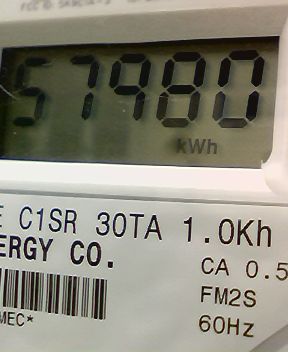 57980
kWh
E C1SR 30TA 1.0Kh
ERGY CO.
CA 0.5
FM2S
60Hz
MEC*